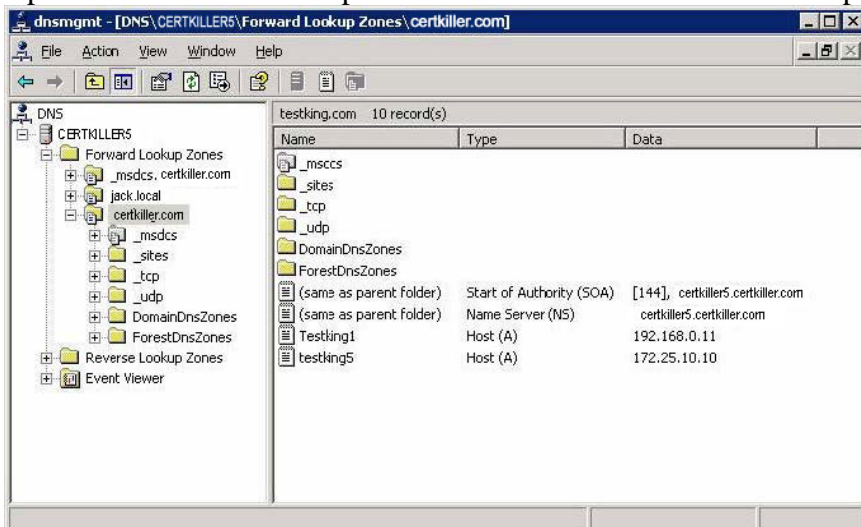 dnsmgmt - [DNS\CERTKILLER5\Forward Lookup Zones\certkiller.com]
File Action View Window Help
DNS
CERTKILLER5
Forward Lookup Zones
_msdcs.certkiller.com
jack.local
certkiller.com
_msdcs
_sites
_tcp
_udp
DomainDnsZones
ForestDnsZones
Reverse Lookup Zones
Event Viewer
testking.com 10 record(s)
Name Type Data
_msccs
_sites
_tcp
_udp
DomainDnsZones
ForestDnsZones
(same as parent folder) Start of Authority (SOA) [144], certkiller5.certkiller.com
(same as parent folder) Name Server (NS) certkiller5.certkiller.com
Testking1 Host (A) 192.168.0.11
testking5 Host (A) 172.25.10.10